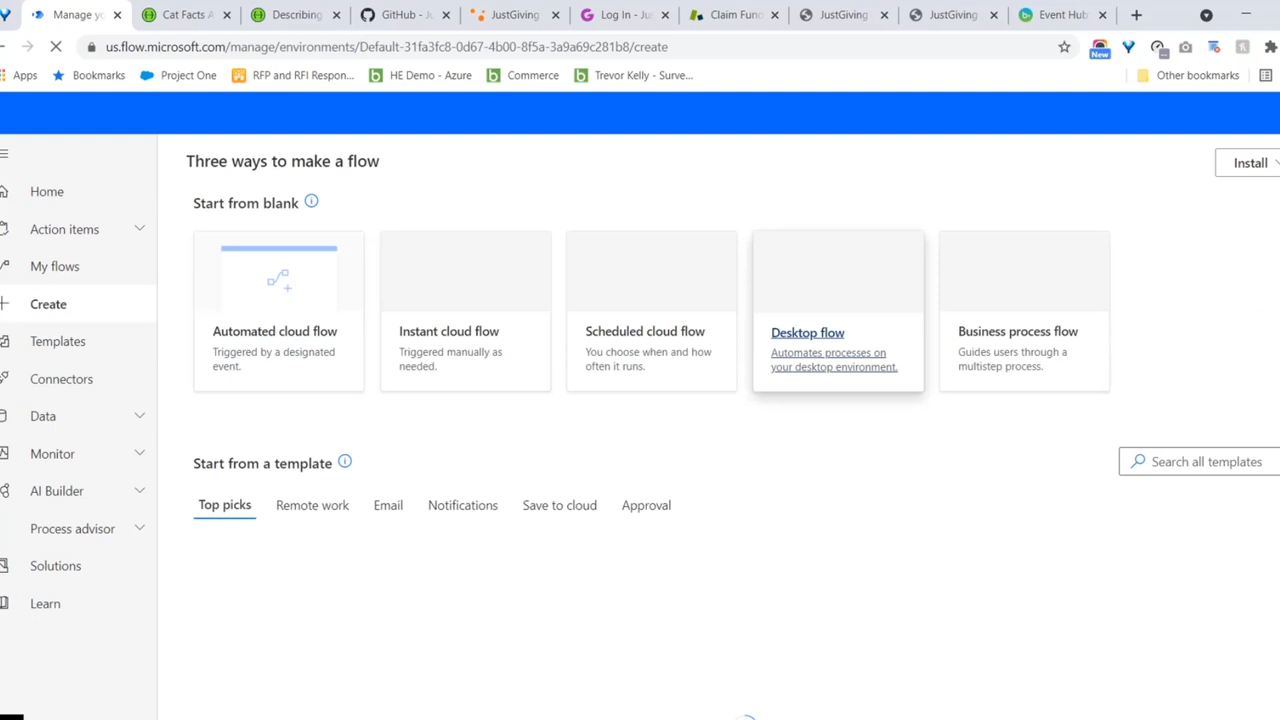 Manage yo
Cat Facts A
Describing
GitHub - Ju
JustGiving
Log In - Jus
Claim Func
JustGiving
JustGiving
Event Hub
us.flow.microsoft.com/manage/environments/Default-31fa3fc8-0d67-4b00-8f5a-3a9a69c281b8/create
New
Apps
Bookmarks
Project One
RFP and RFI Respon...
HE Demo - Azure
Commerce
Trevor Kelly - Surve...
Other bookmarks
Three ways to make a flow
Install
Start from blank
Home
Action items
My flows
Create
Templates
Connectors
Data
Monitor
AI Builder
Process advisor
Solutions
Learn
Automated cloud flow
Triggered by a designated
event.
Instant cloud flow
Triggered manually as
needed.
Scheduled cloud flow
You choose when and how
often it runs.
Desktop flow
Automates processes on
your desktop environment.
Business process flow
Guides users through a
multistep process.
Start from a template
Search all templates
Top picks
Remote work
Email
Notifications
Save to cloud
Approval